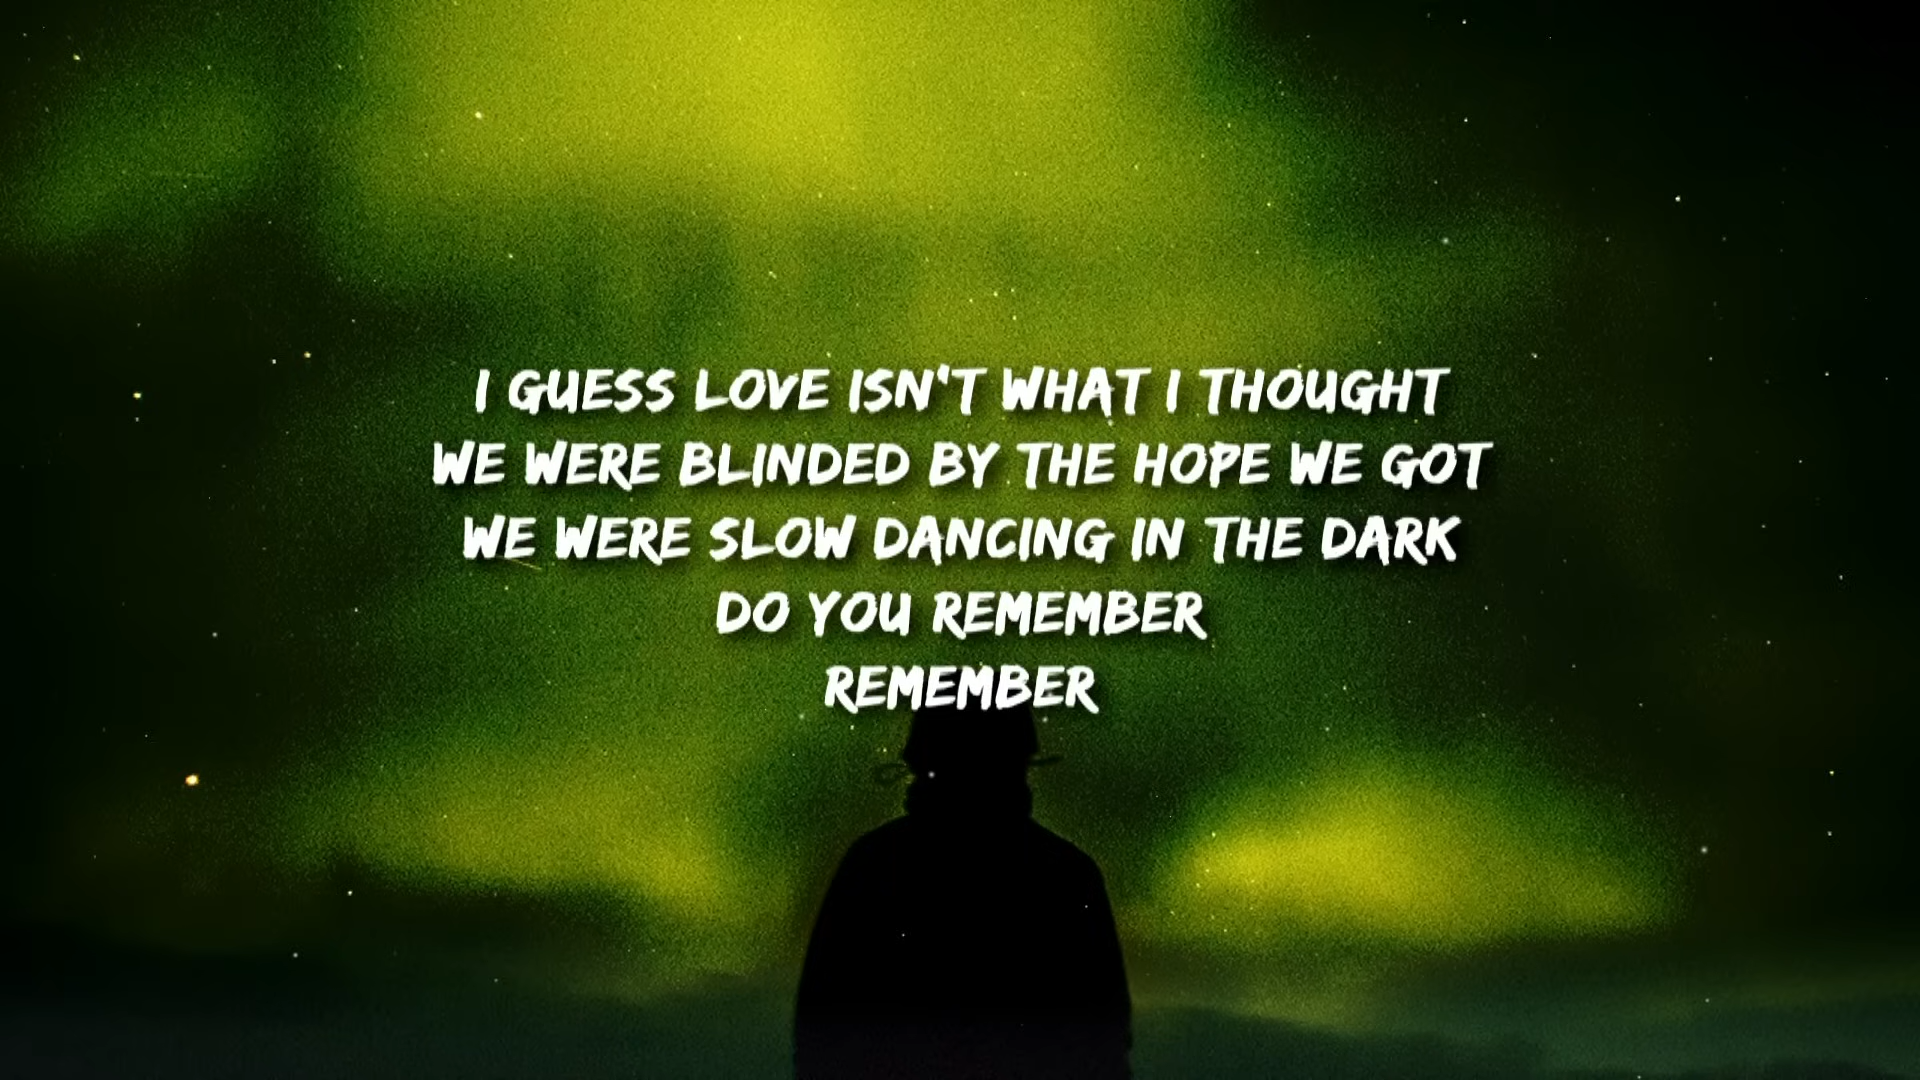 I GUESS LOVE ISN'T WHAT I THOUGHT
WE WERE BLINDED BY THE HOPE WE GOT
WE WERE SLOW DANCING IN THE DARK
DO YOU REMEMBER
REMEMBER